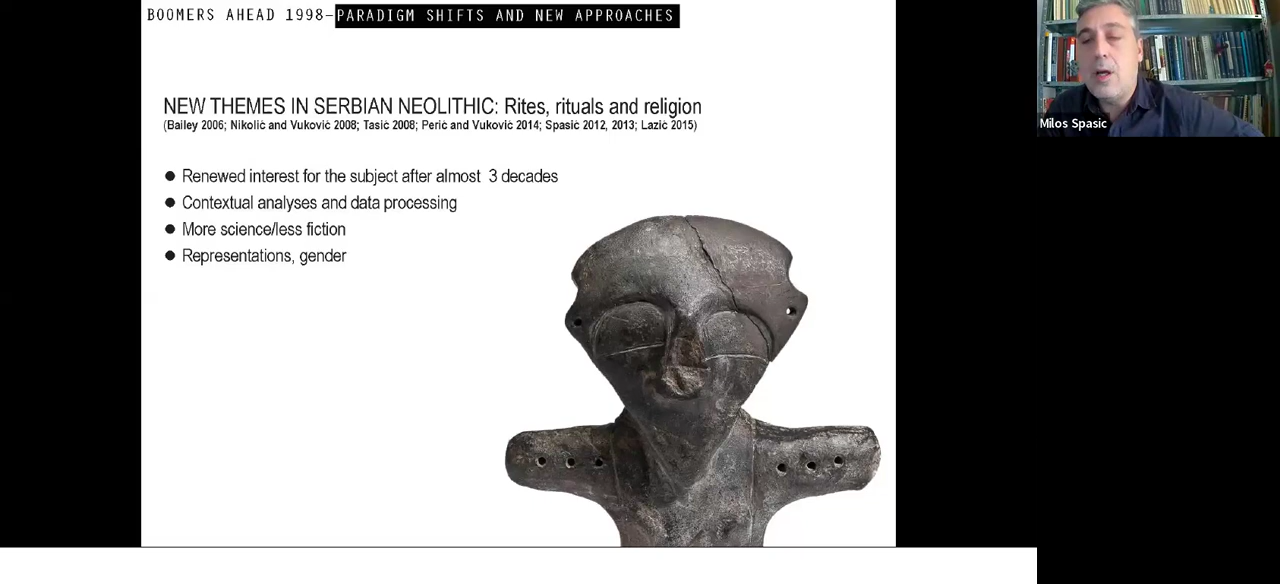 BOOMERS AHEAD 1998–PARADIGM SHIFTS AND NEW APPROACHES
NEW THEMES IN SERBIAN NEOLITHIC: Rites, rituals and religion
(Bailey 2006; Nikolić and Vuković 2008; Tasić 2008; Perić and Vuković 2014; Spasić 2012, 2013; Lazić 2015)
● Renewed interest for the subject after almost 3 decades
● Contextual analyses and data processing
● More science/less fiction
● Representations, gender
Milos Spasic